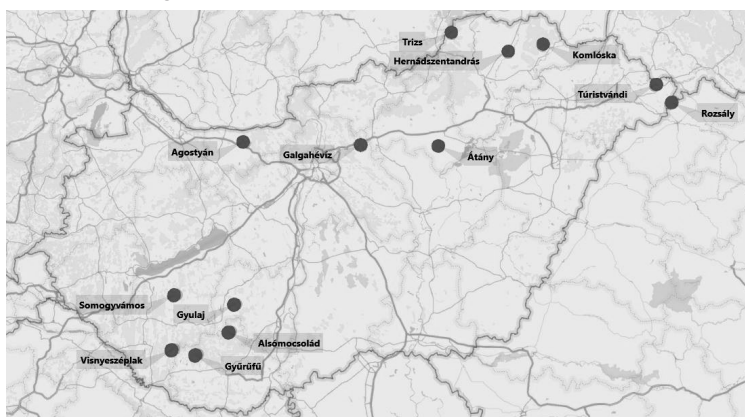 Trizs
Hernádszentandrás
Komlóska
Túristvándi
Rozsály
Agostyán
Galgahévíz
Átány
Somogyvámos
Gyulaj
Alsómocsolád
Visnyeszéplak
Gyűrűfű